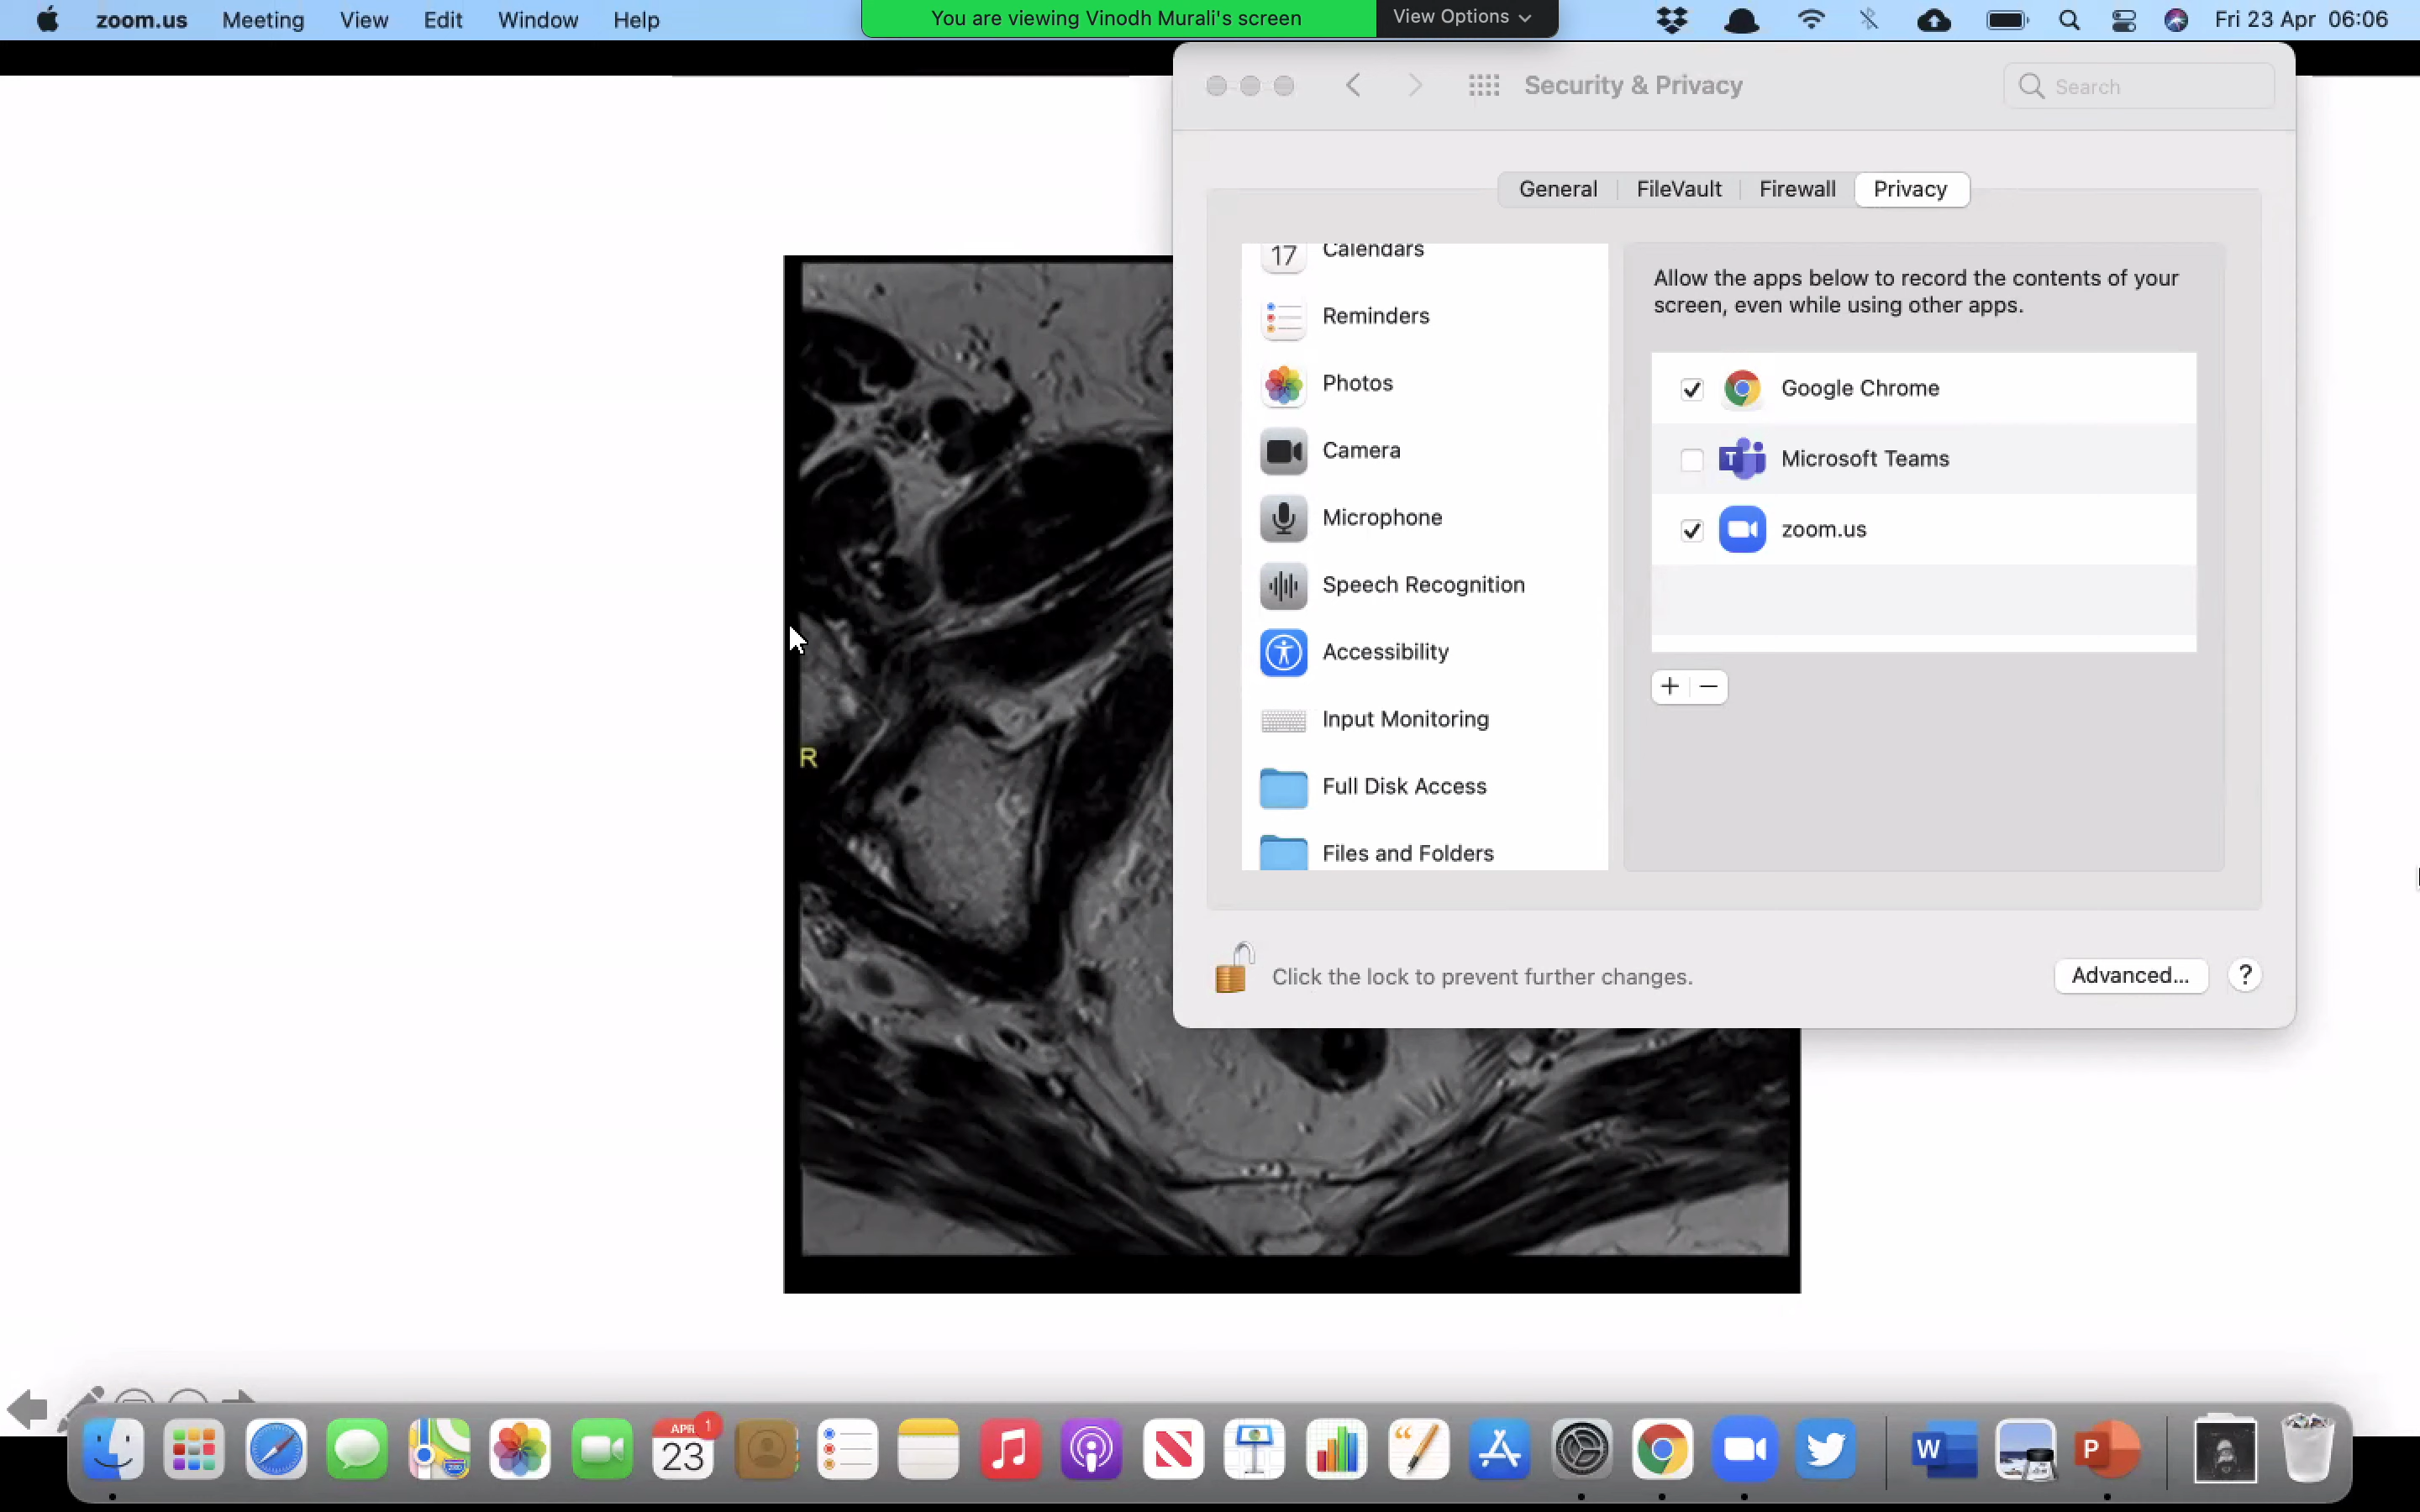 zoom.us Meeting View Edit Window Help
You are viewing Vinodh Murali's screen View Options
Fri 23 Apr 06:06
Security & Privacy
Search
General FileVault Firewall Privacy
17 Calendars
Reminders
Photos
Camera
Microphone
Speech Recognition
Accessibility
Input Monitoring
Full Disk Access
Files and Folders
Allow the apps below to record the contents of your
screen, even while using other apps.
Google Chrome
T Microsoft Teams
zoom.us
+ −
Click the lock to prevent further changes.
Advanced... ?
R
APR 1
23
W
P